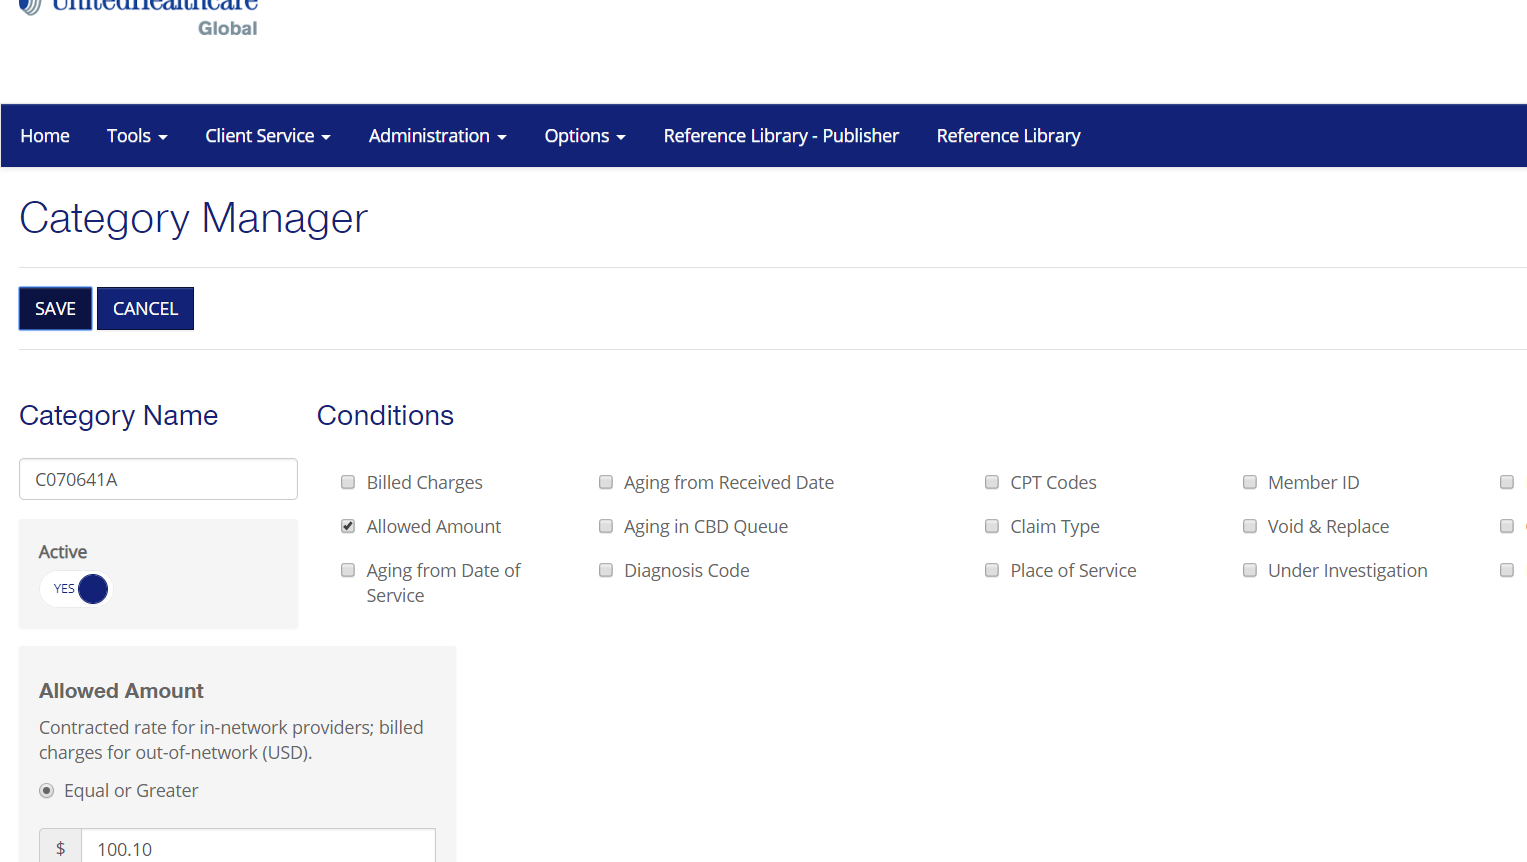 UnitedHealthcare
Global
Home Tools Client Service Administration Options Reference Library - Publisher Reference Library
Category Manager
SAVE CANCEL
Category Name Conditions
C070641A
Billed Charges Aging from Received Date CPT Codes Member ID
Allowed Amount Aging in CBD Queue Claim Type Void & Replace
Aging from Date of Diagnosis Code Place of Service Under Investigation
Service
Active
YES
Allowed Amount
Contracted rate for in-network providers; billed
charges for out-of-network (USD).
Equal or Greater
$ 100.10